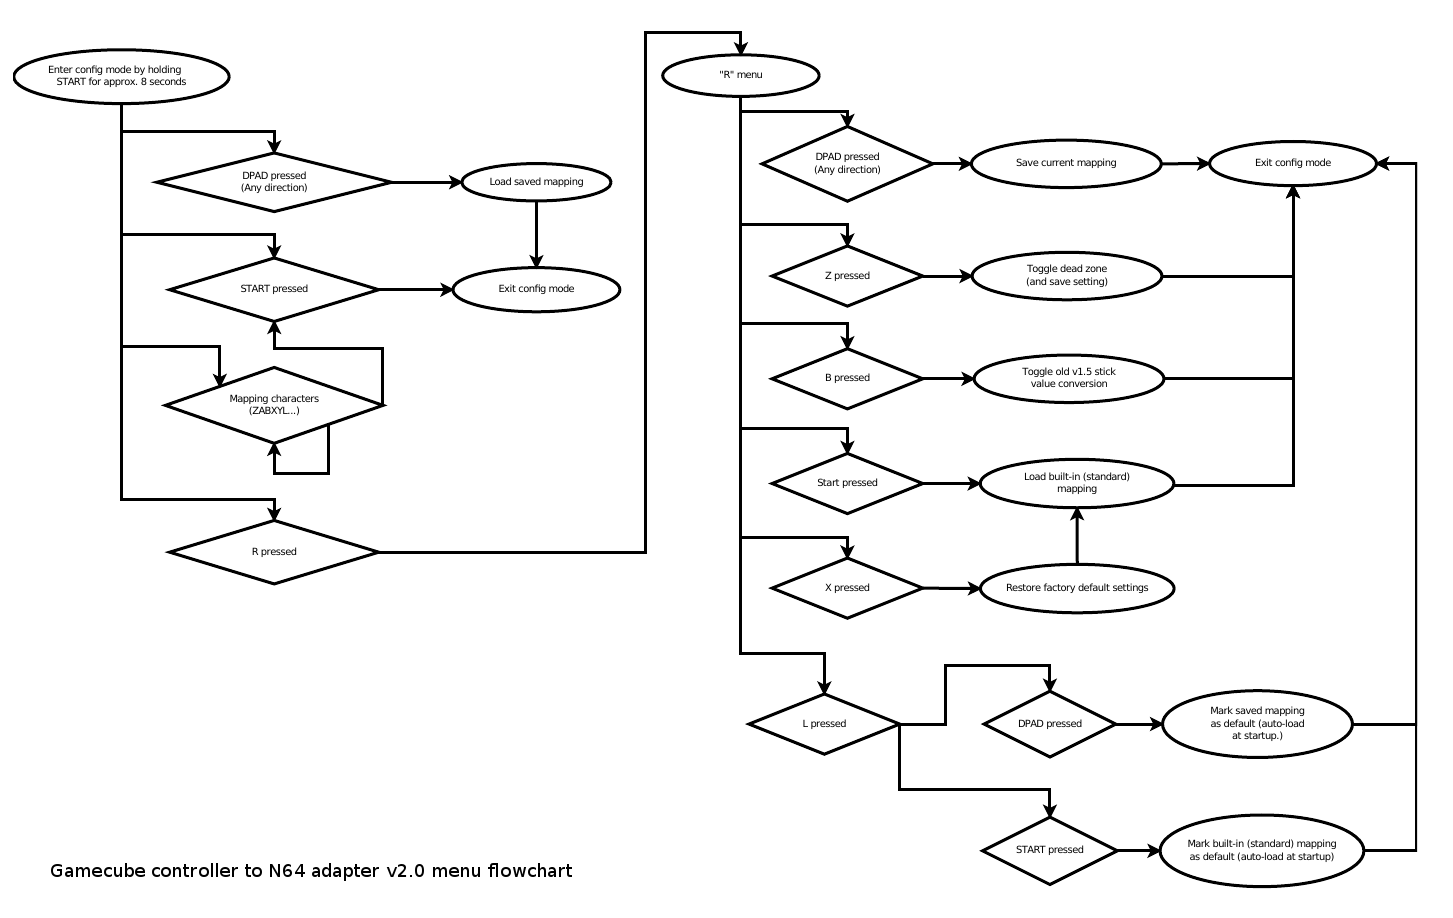 Enter config mode by holding
START for approx. 8 seconds
DPAD pressed
(Any direction)
Load saved mapping
START pressed
Exit config mode
Mapping characters
(ZABXYL...)
R pressed
"R" menu
DPAD pressed
(Any direction)
Save current mapping
Exit config mode
Z pressed
Toggle dead zone
(and save setting)
B pressed
Toggle old v1.5 stick
value conversion
Start pressed
Load built-in (standard)
mapping
X pressed
Restore factory default settings
L pressed
DPAD pressed
Mark saved mapping
as default (auto-load
at startup.)
START pressed
Mark built-in (standard) mapping
as default (auto-load at startup)
Gamecube controller to N64 adapter v2.0 menu flowchart